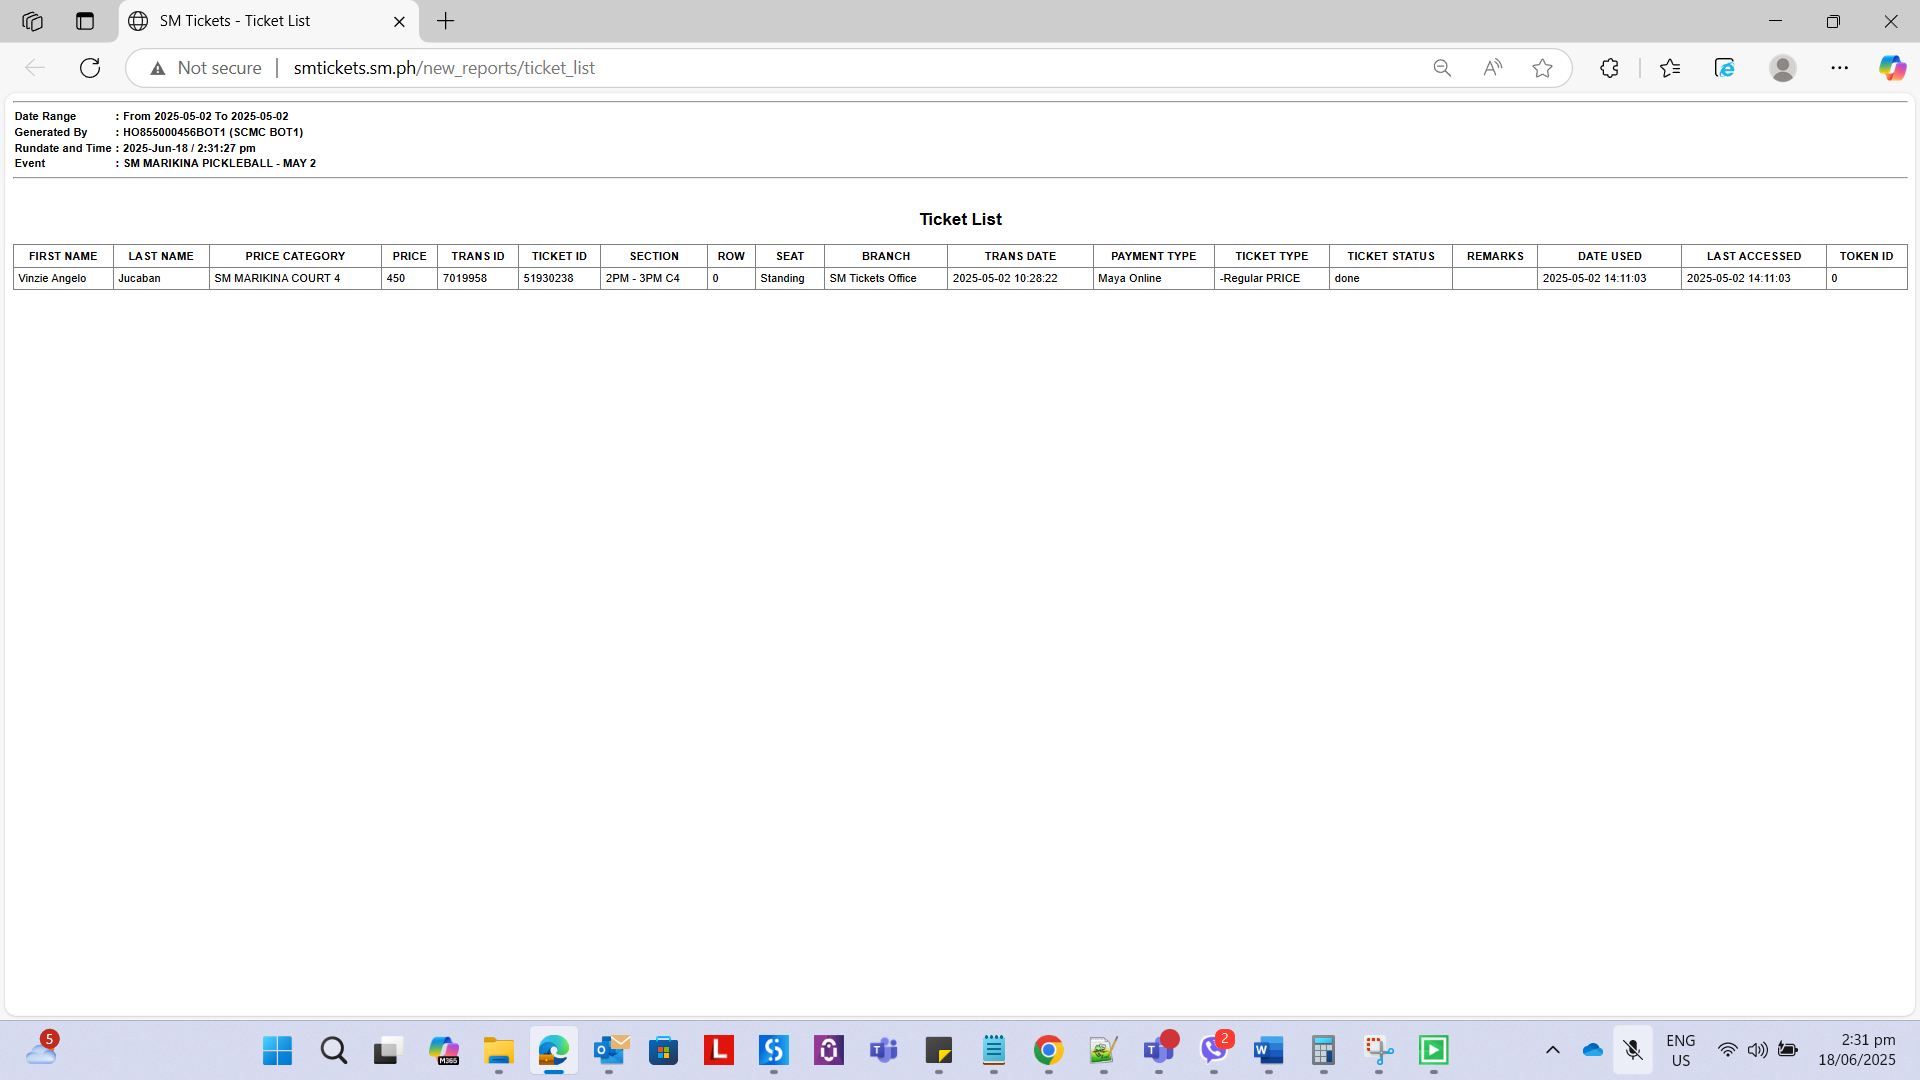 SM Tickets - Ticket List
Not secure
smtickets.sm.ph/new_reports/ticket_list
Date Range : From 2025-05-02 To 2025-05-02
Generated By : HO855000456BOT1 (SCMC BOT1)
Rundate and Time : 2025-Jun-18 / 2:31:27 pm
Event : SM MARIKINA PICKLEBALL - MAY 2
Ticket List
FIRST NAME LAST NAME PRICE CATEGORY PRICE TRANS ID TICKET ID SECTION ROW SEAT BRANCH TRANS DATE PAYMENT TYPE TICKET TYPE TICKET STATUS REMARKS DATE USED LAST ACCESSED TOKEN ID
Vinzie Angelo Jucaban SM MARIKINA COURT 4 450 7019958 51930238 2PM - 3PM C4 0 Standing SM Tickets Office 2025-05-02 10:28:22 Maya Online -Regular PRICE done 2025-05-02 14:11:03 2025-05-02 14:11:03 0
5
M365
L
2
ENG
US
2:31 pm
18/06/2025